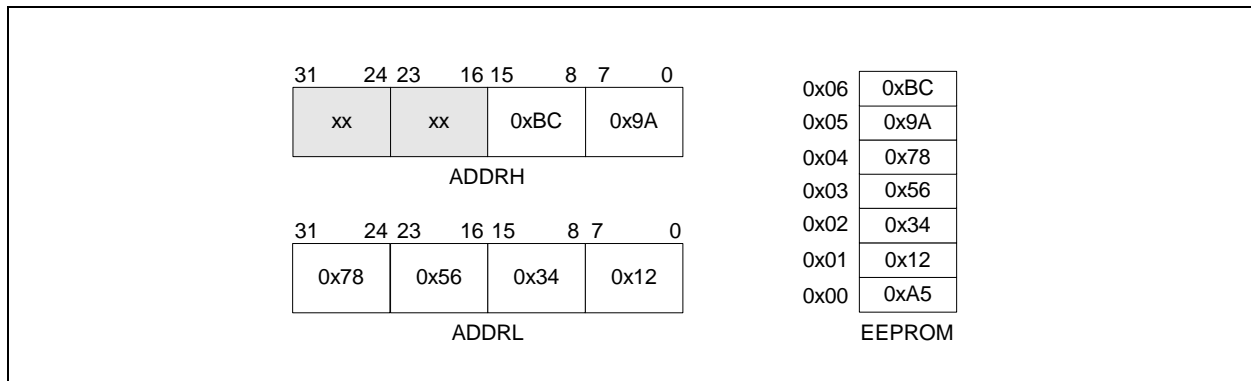 31 24 23 16 15 8 7 0
xx xx 0xBC 0x9A
ADDRH
31 24 23 16 15 8 7 0
0x78 0x56 0x34 0x12
ADDRL
0x06 0xBC
0x05 0x9A
0x04 0x78
0x03 0x56
0x02 0x34
0x01 0x12
0x00 0xA5
EEPROM